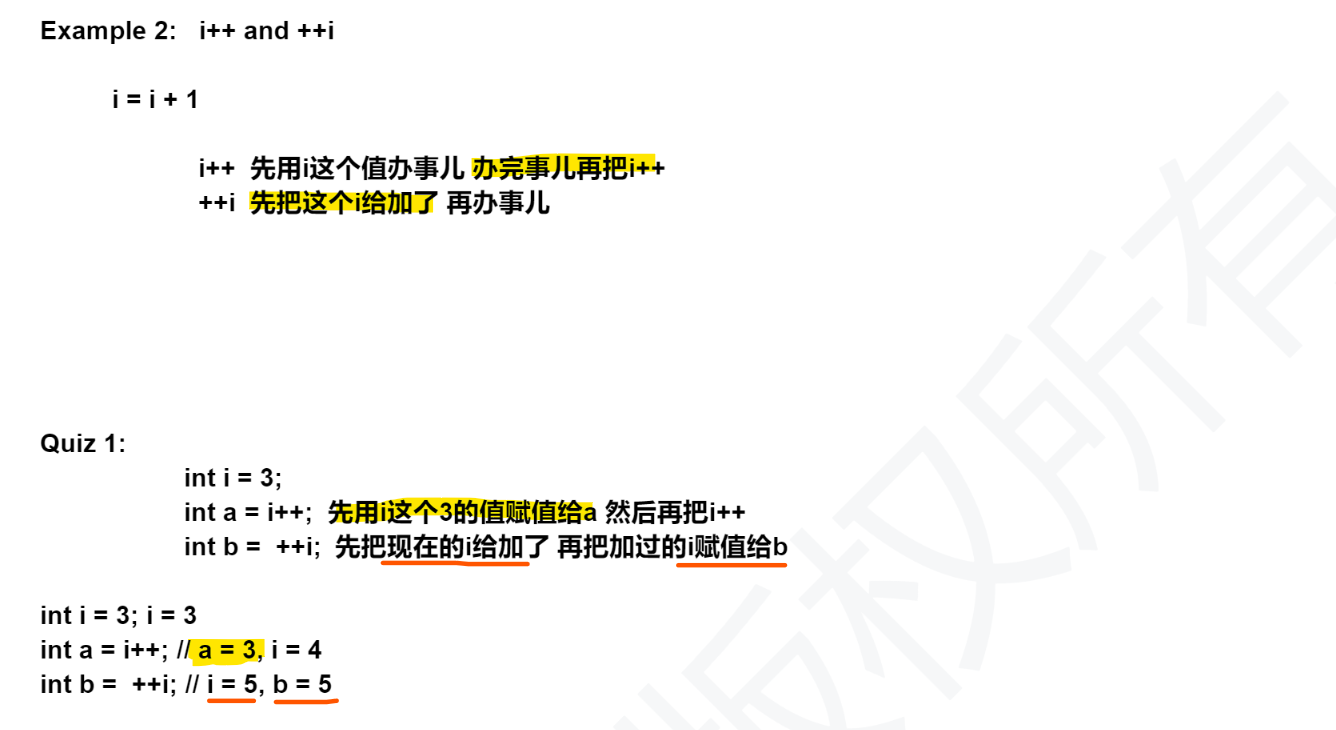 Example 2: i++ and ++i
i = i + 1
i++ 先用i这个值办事儿 办完事儿再把i++
++i 先把这个i给加了 再办事儿
Quiz 1:
int i = 3;
int a = i++; 先用i这个3的值赋值给a 然后再把i++
int b = ++i; 先把现在的i给加了 再把加过的i赋值给b
int i = 3; i = 3
int a = i++; // a = 3, i = 4
int b = ++i; // i = 5, b = 5
版权所有